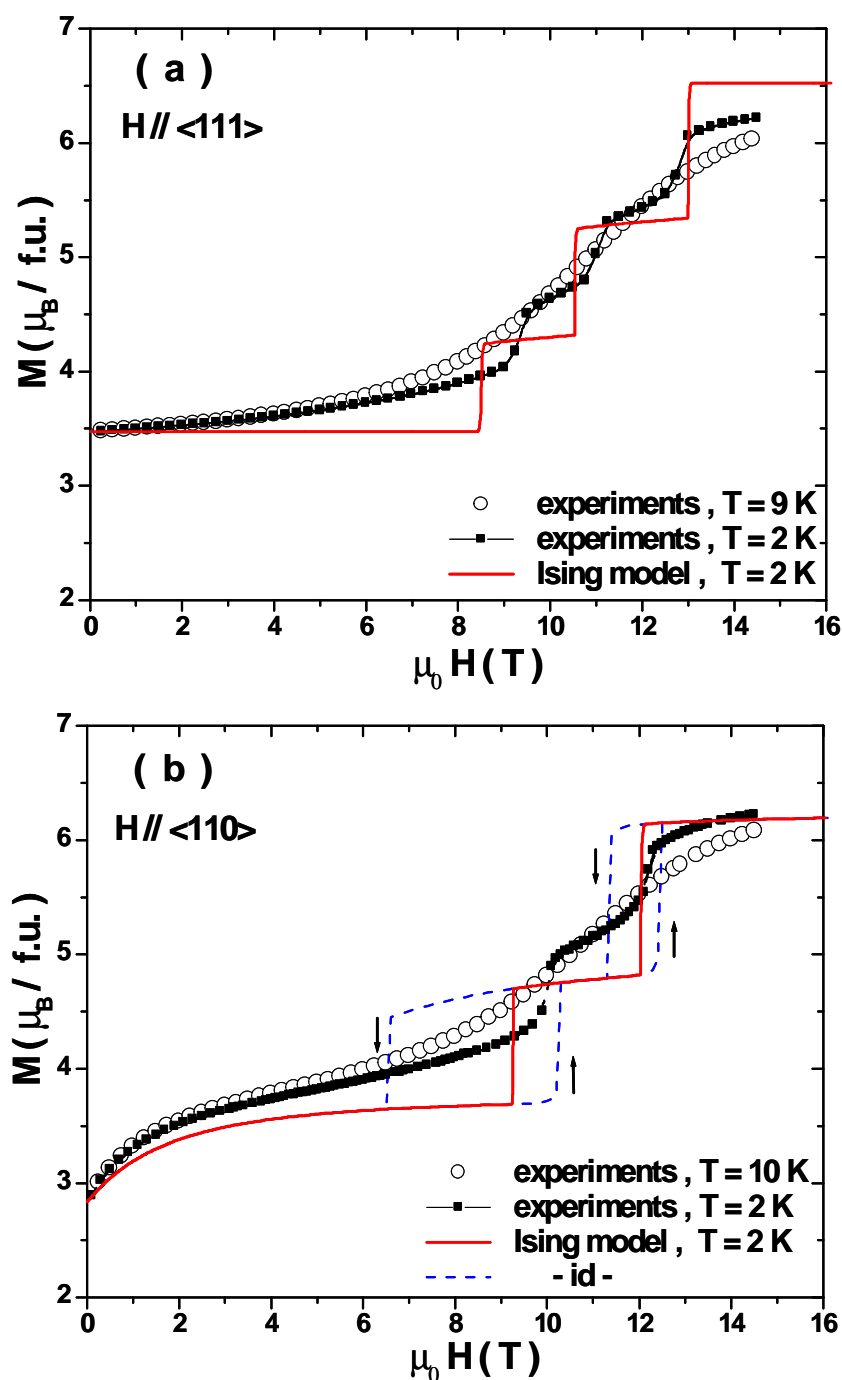 ( a )
H // <111>
7
6
5
4
3
2
M ( μB / f.u. )
experiments , T = 9 K
experiments , T = 2 K
Ising model , T = 2 K
0 2 4 6 8 10 12 14 16
μ0 H ( T )
( b )
H // <110>
7
6
5
4
3
2
M ( μB / f.u. )
experiments , T = 10 K
experiments , T = 2 K
Ising model , T = 2 K
- id -
0 2 4 6 8 10 12 14 16
μ0 H ( T )